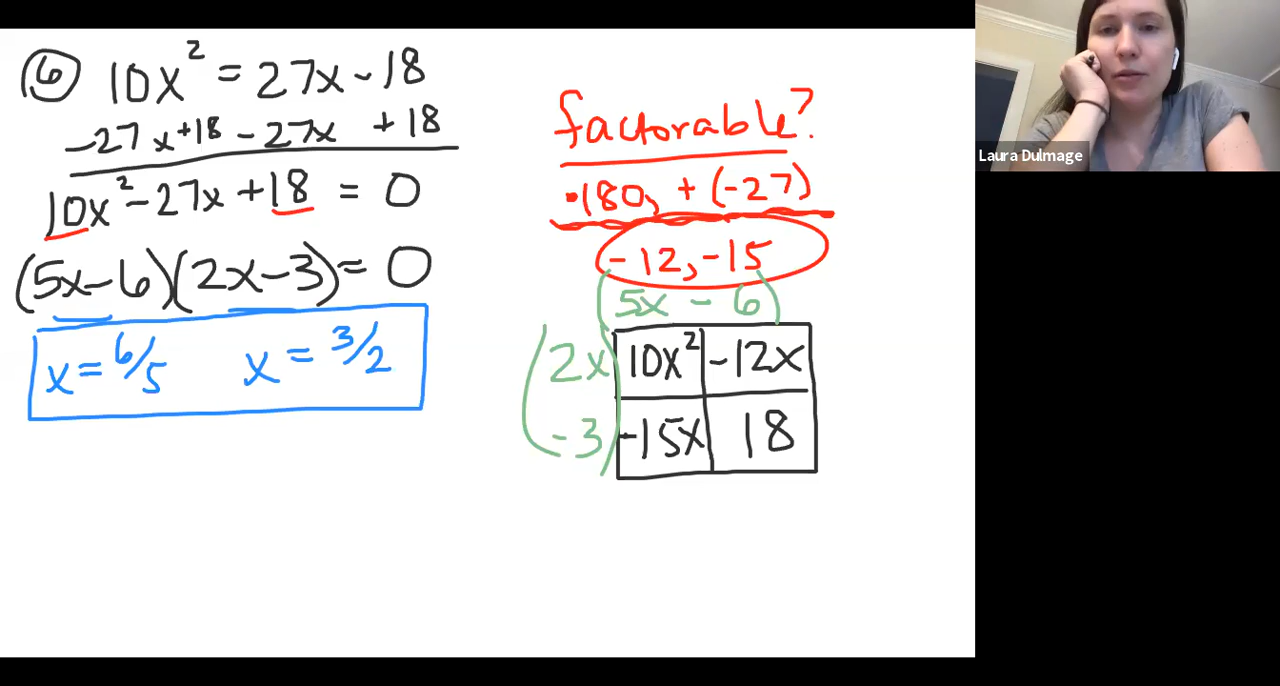 6 10x² = 27x - 18
-27x +18 -27x +18
10x² - 27x + 18 = 0
(5x - 6)(2x - 3) = 0
x = 6/5 x = 3/2
factorable?
·180, + (-27)
-12, -15
5x - 6
2x 10x² -12x
-3 -15x 18
Laura Dulmage